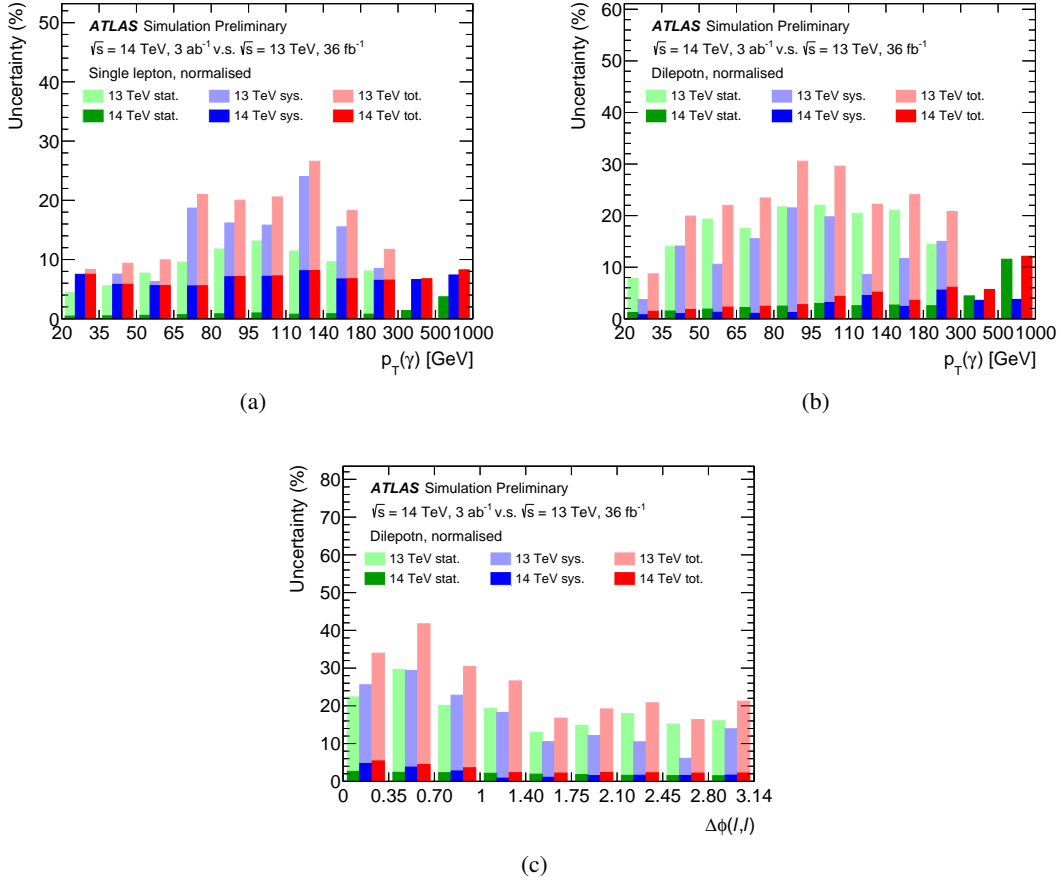 Uncertainty (%)
50
40
30
20
10
0
ATLAS Simulation Preliminary
√s = 14 TeV, 3 ab⁻¹ v.s. √s = 13 TeV, 36 fb⁻¹
Single lepton, normalised
13 TeV stat. 13 TeV sys. 13 TeV tot.
14 TeV stat. 14 TeV sys. 14 TeV tot.
20 35 50 65 80 95 110 140 180 300 500 1000
p_T(γ) [GeV]
(a)
Uncertainty (%)
60
50
40
30
20
10
0
ATLAS Simulation Preliminary
√s = 14 TeV, 3 ab⁻¹ v.s. √s = 13 TeV, 36 fb⁻¹
Dilepotn, normalised
13 TeV stat. 13 TeV sys. 13 TeV tot.
14 TeV stat. 14 TeV sys. 14 TeV tot.
20 35 50 65 80 95 110 140 180 300 500 1000
p_T(γ) [GeV]
(b)
Uncertainty (%)
80
70
60
50
40
30
20
10
0
ATLAS Simulation Preliminary
√s = 14 TeV, 3 ab⁻¹ v.s. √s = 13 TeV, 36 fb⁻¹
Dilepotn, normalised
13 TeV stat. 13 TeV sys. 13 TeV tot.
14 TeV stat. 14 TeV sys. 14 TeV tot.
0 0.35 0.70 1 1.40 1.75 2.10 2.45 2.80 3.14
Δϕ(l,l)
(c)